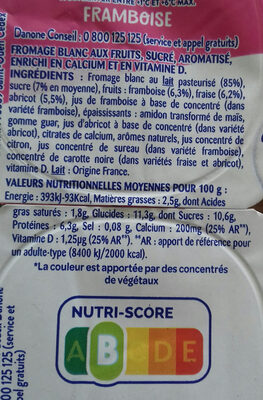 FRAMBOISE
Danone Conseil : 0 800 125 125 (service et appel gratuits)
FROMAGE BLANC AUX FRUITS, SUCRÉ, AROMATISÉ,
ENRICHI EN CALCIUM ET EN VITAMINE D.
INGRÉDIENTS : Fromage blanc au lait pasteurisé (85%),
sucre (7% en moyenne), fruits : framboise (6,3%), fraise (6,2%),
abricot (5,5%), jus de framboise à base de concentré (dans
variété framboise), épaississants : amidon transformé de maïs,
gomme guar, jus d'abricot à base de concentré (dans variété
abricot), citrates de calcium, arômes naturels, jus concentré de
citron, jus concentré de sureau (dans variété framboise),
concentré de carotte noire (dans variétés fraise et abricot),
vitamine D. Lait : Origine France.
VALEURS NUTRITIONNELLES MOYENNES POUR 100 g :
Energie : 393kJ-93Kcal, Matières grasses : 2,5g, dont Acides
gras saturés : 1,8g, Glucides : 11,3g, dont Sucres : 10,6g,
Protéines : 6,3g, Sel : 0,08 g, Calcium : 200mg (25% AR**),
Vitamine D : 1,25µg (25% AR**). **AR : apport de référence pour
un adulte-type (8400 kJ/2000 kcal).
*La couleur est apportée par des concentrés
de végétaux
NUTRI-SCORE
A B C D E
125 125 (service et
appel gratuits)